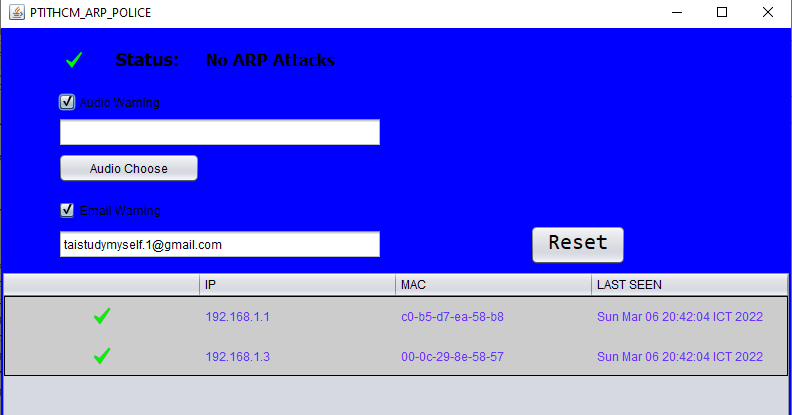 PTITHCM_ARP_POLICE
Status: No ARP Attacks
Audio Warning
Audio Choose
Email Warning
taistudymyself.1@gmail.com
Reset
IP MAC LAST SEEN
192.168.1.1 c0-b5-d7-ea-58-b8 Sun Mar 06 20:42:04 ICT 2022
192.168.1.3 00-0c-29-8e-58-57 Sun Mar 06 20:42:04 ICT 2022